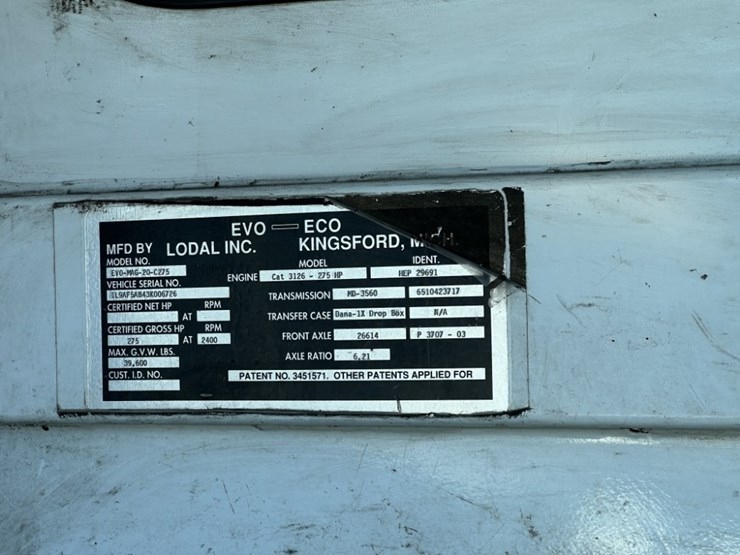 EVO — ECO
MFD BY LODAL INC. KINGSFORD,
MODEL NO. MODEL IDENT.
EVO-MAG-20-C275 ENGINE Cat 3126 - 275 HP HEP 29691
VEHICLE SERIAL NO.
1L9AF5AB43K006726 TRANSMISSION MD-3560 6510423717
CERTIFIED NET HP RPM
AT TRANSFER CASE Dana-1X Drop Box N/A
CERTIFIED GROSS HP RPM
275 AT 2400 FRONT AXLE 26614 P 3707 - 03
MAX. G.V.W. LBS.
39,600 AXLE RATIO 6.21
CUST. I.D. NO.
PATENT NO. 3451571. OTHER PATENTS APPLIED FOR